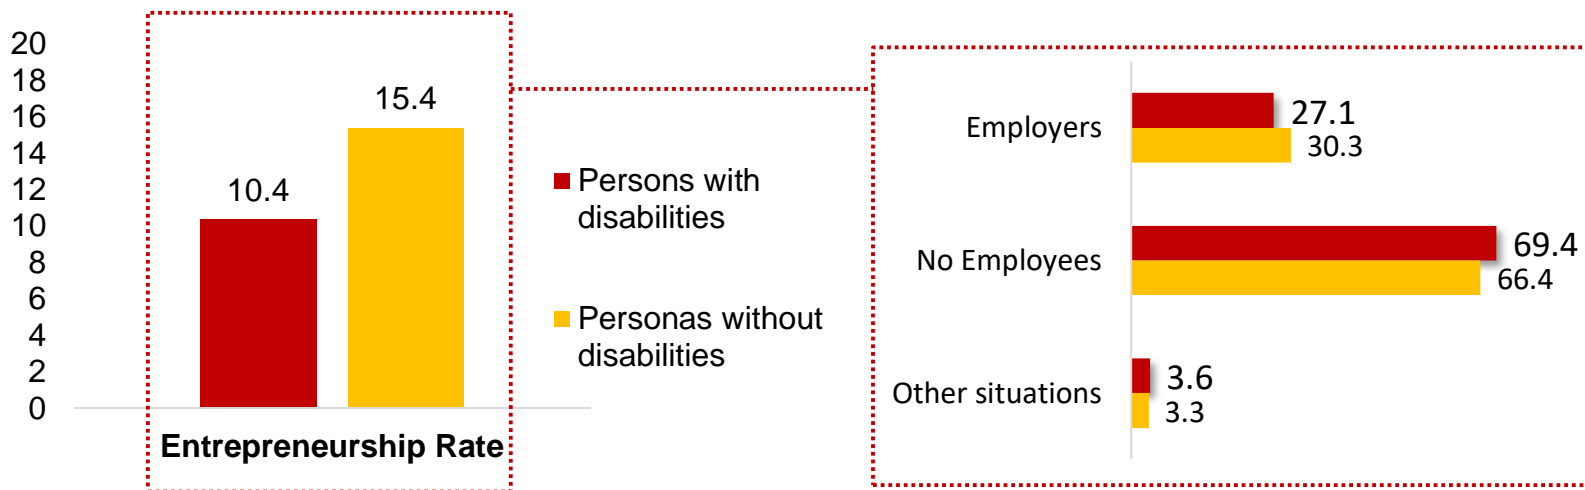 20
18
16
14
12
10
8
6
4
2
0
10.4
15.4
Entrepreneurship Rate
Persons with
disabilities
Personas without
disabilities
Employers
27.1
30.3
No Employees
69.4
66.4
Other situations
3.6
3.3